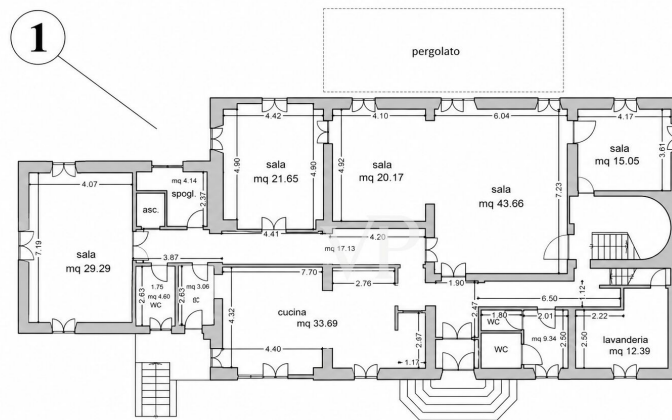 1
pergolato
4.42
4.10
6.04
4.17
4.90
sala
mq 21.65
4.90
4.92
sala
mq 20.17
sala
mq 43.66
7.23
sala
mq 15.05
3.61
4.07
mq 4.14
spogl.
2.37
asc.
7.19
sala
mq 29.29
4.41
4.20
mq 17.13
3.87
VP
7.70
2.76
1.90
6.50
1.12
2.63
1.75
mq 4.60
WC
2.63
mq 3.06
cucina
mq 33.69
4.32
4.40
2.47
WC
1.80
2.01
2.22
2.67
1.17
WC
mq 9.34
2.50
2.50
lavanderia
mq 12.39